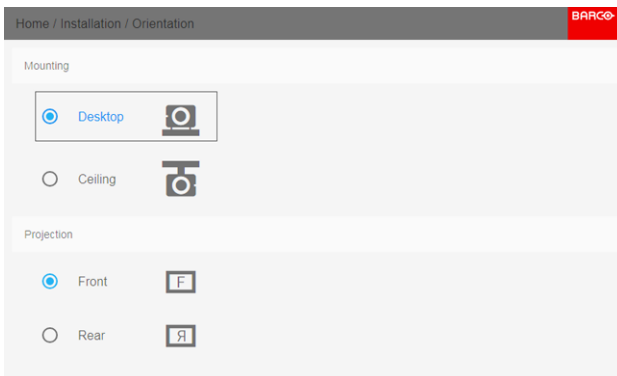 Home / Installation / Orientation
BARCO
Mounting
Desktop
Ceiling
Projection
Front
F
Rear
Я